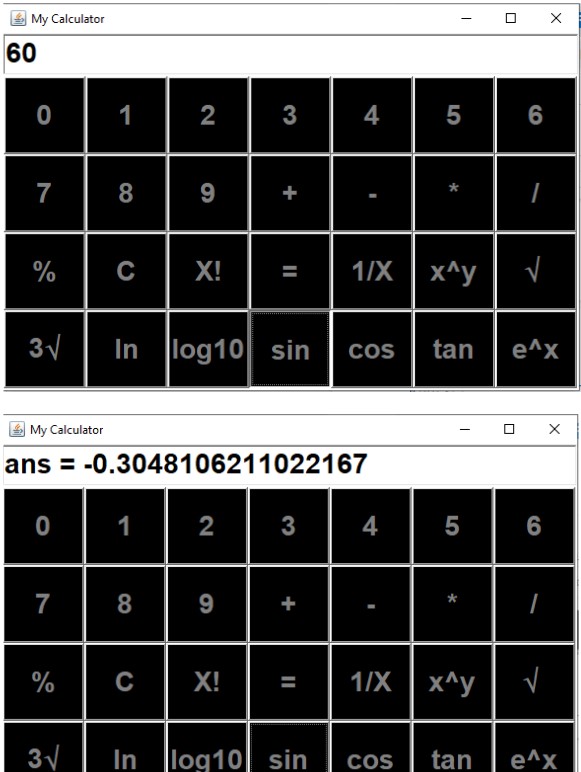 My Calculator
60
0 1 2 3 4 5 6
7 8 9 + - * /
% C X! = 1/X x^y √
3√ ln log10 sin cos tan e^x
My Calculator
ans = -0.3048106211022167
0 1 2 3 4 5 6
7 8 9 + - * /
% C X! = 1/X x^y √
3√ ln log10 sin cos tan e^x